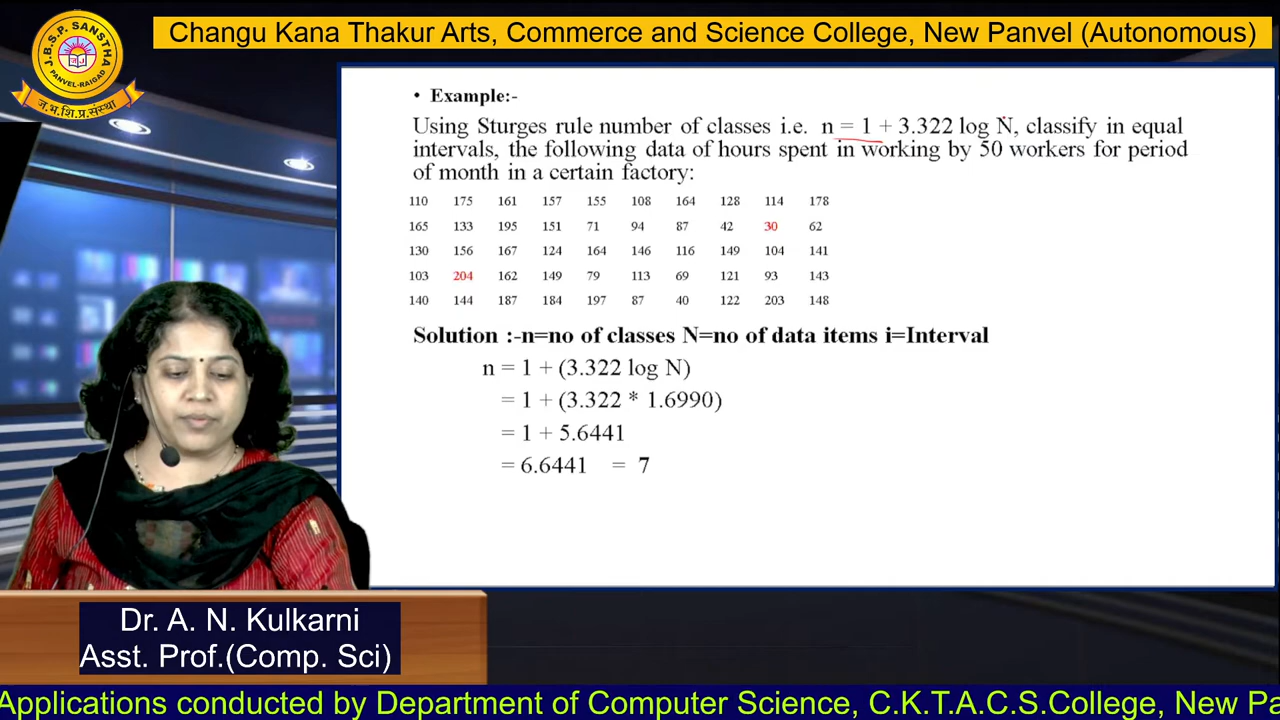 Changu Kana Thakur Arts, Commerce and Science College, New Panvel (Autonomous)
J.B.S.P. SANSTHA
PANVEL-RAIGAD
ज.भ.शि.प्र.संस्था
• Example:-
Using Sturges rule number of classes i.e. n = 1 + 3.322 log N, classify in equal
intervals, the following data of hours spent in working by 50 workers for period
of month in a certain factory:
110 175 161 157 155 108 164 128 114 178
165 133 195 151 71 94 87 42 30 62
130 156 167 124 164 146 116 149 104 141
103 204 162 149 79 113 69 121 93 143
140 144 187 184 197 87 40 122 203 148
Solution :-n=no of classes N=no of data items i=Interval
n = 1 + (3.322 log N)
= 1 + (3.322 * 1.6990)
= 1 + 5.6441
= 6.6441 = 7
Dr. A. N. Kulkarni
Asst. Prof.(Comp. Sci)
Applications conducted by Department of Computer Science, C.K.T.A.C.S.College, New Pa